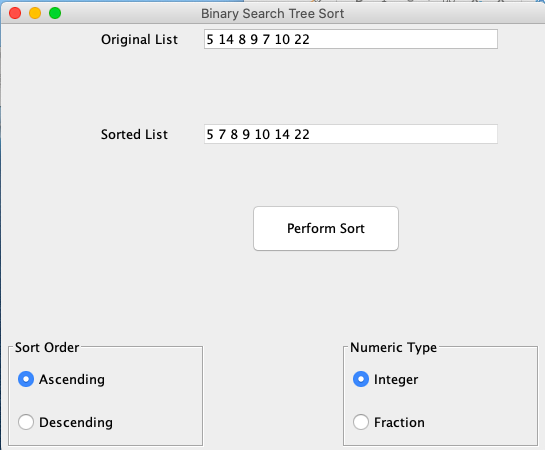 Binary Search Tree Sort
Original List 5 14 8 9 7 10 22
Sorted List 5 7 8 9 10 14 22
Perform Sort
Sort Order Numeric Type
Ascending Integer
Descending Fraction